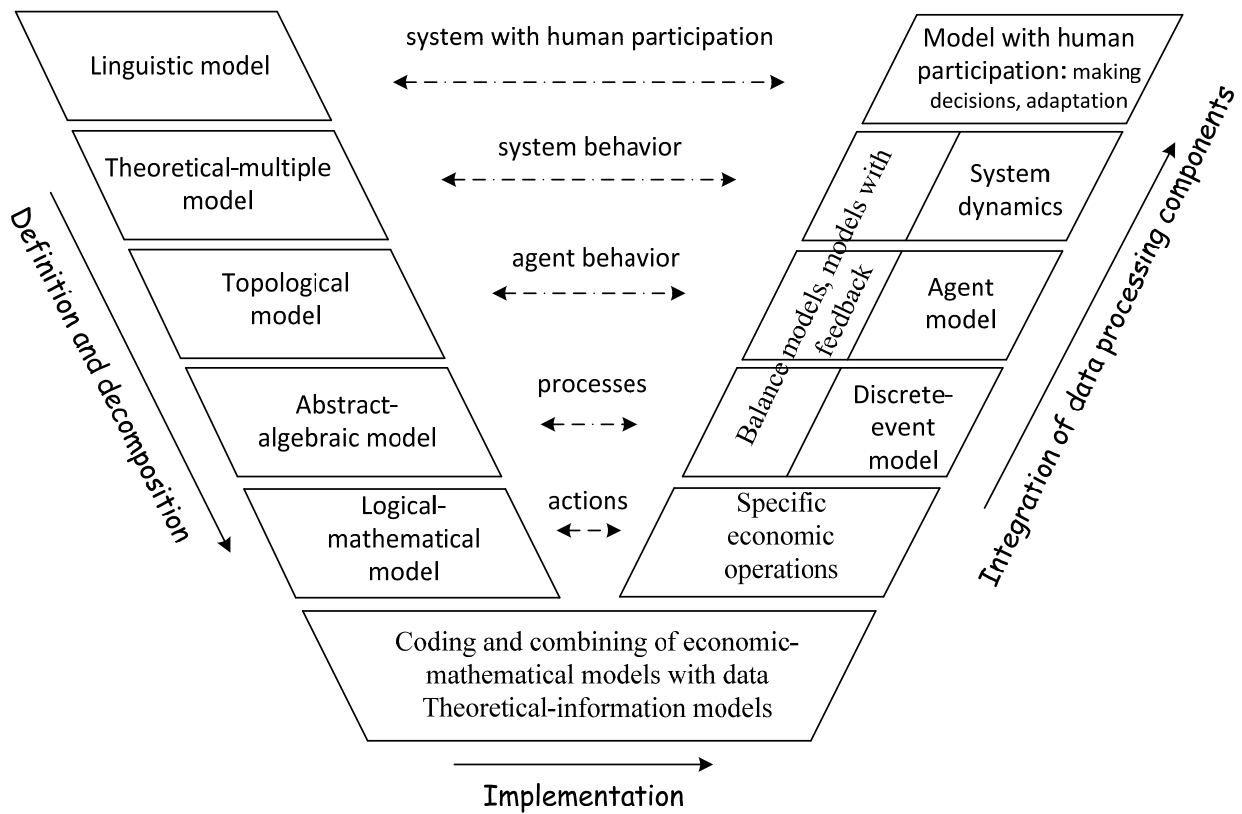 Linguistic model
system with human participation
Model with human
participation: making
decisions, adaptation
Theoretical-multiple
model
system behavior
System
dynamics
Topological
model
agent behavior
Agent
model
Balance models, models with
feedback
Abstract-
algebraic model
processes
Discrete-
event
model
Logical-
mathematical
model
actions
Specific
economic
operations
Coding and combining of economic-
mathematical models with data
Theoretical-information models
Definition and decomposition
Implementation
Integration of data processing components